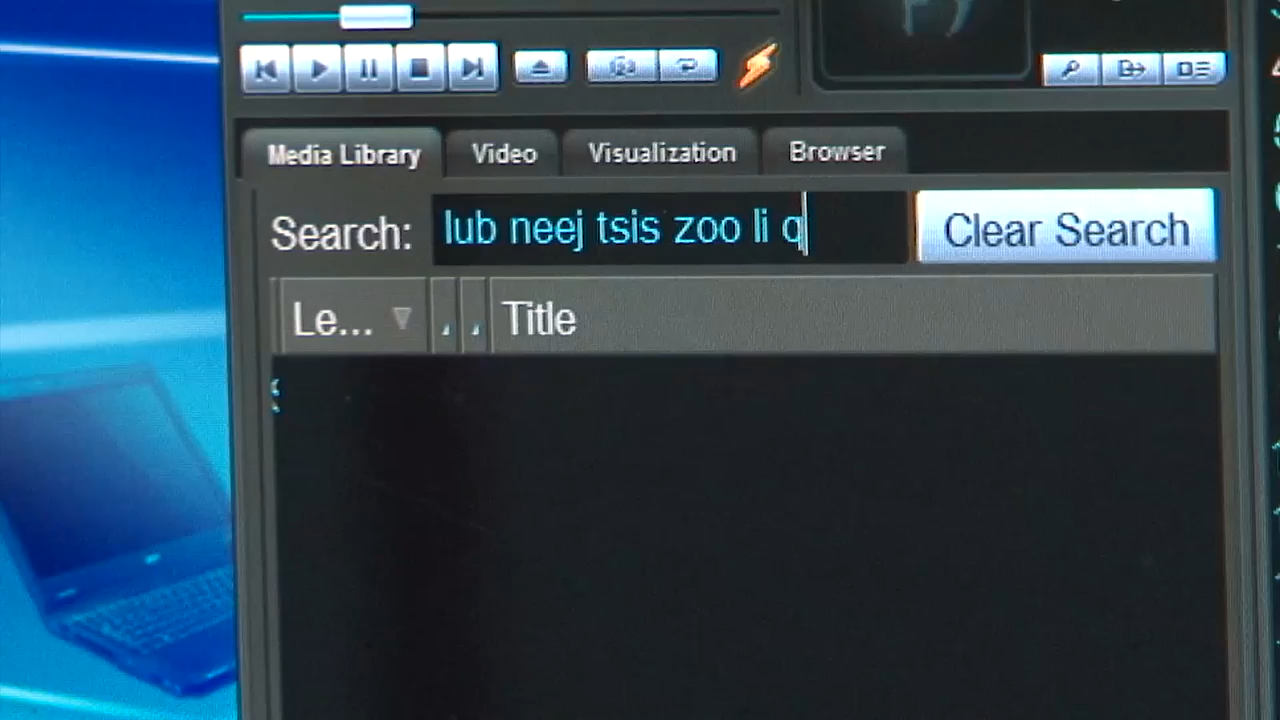 Media Library Video Visualization Browser
Search: lub neej tsis zoo li q Clear Search
Le... Title